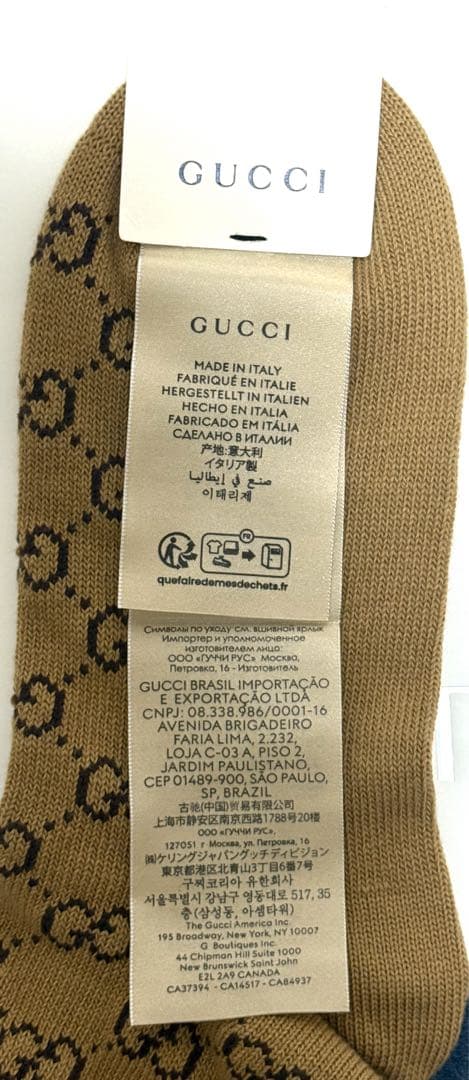 GUCCI
GUCCI
MADE IN ITALY
FABRIQUÉ EN ITALIE
HERGESTELLT IN ITALIEN
HECHO EN ITALIA
FABRICADO EM ITÁLIA
СДЕЛАНО В ИТАЛИИ
产地:意大利
イタリア製
صنع في إيطاليا
이태리제
FR
quefairedemesdechets.fr
Символы по уходу см. вшивной ярлык
Импортер и уполномоченное
изготовителем лицо:
ООО «ГУЧЧИ РУС» Москва,
Петровка, 16 - Изготовитель
GUCCI BRASIL IMPORTAÇÃO
E EXPORTAÇÃO LTDÀ
CNPJ: 08.338.986/0001-16
AVENIDA BRIGADEIRO
FARIA LIMA, 2.232,
LOJA C-03 A, PISO 2,
JARDIM PAULISTANO,
CEP 01489-900, SÃO PAULO,
SP, BRAZIL
古驰(中国)贸易有限公司
上海市静安区南京西路1788号20楼
ООО «ГУЧЧИ РУС»,
127051 г Москва, ул. Петровка, 16
㈱ケリングジャパングッチディビジョン
東京都北区北青山3丁目6番7号
구찌코리아 유한회사
서울특별시 강남구 영동대로 517, 35
층(삼성동, 아셈타워)
The Gucci America Inc.
195 Broadway, New York, NY, 10007
G Boutiques Inc.
44 Chipman Hill Suite 1000
New Brunswick Saint John
E2L 2A9 CANADA
CA37394 - CA14517 - CA84937